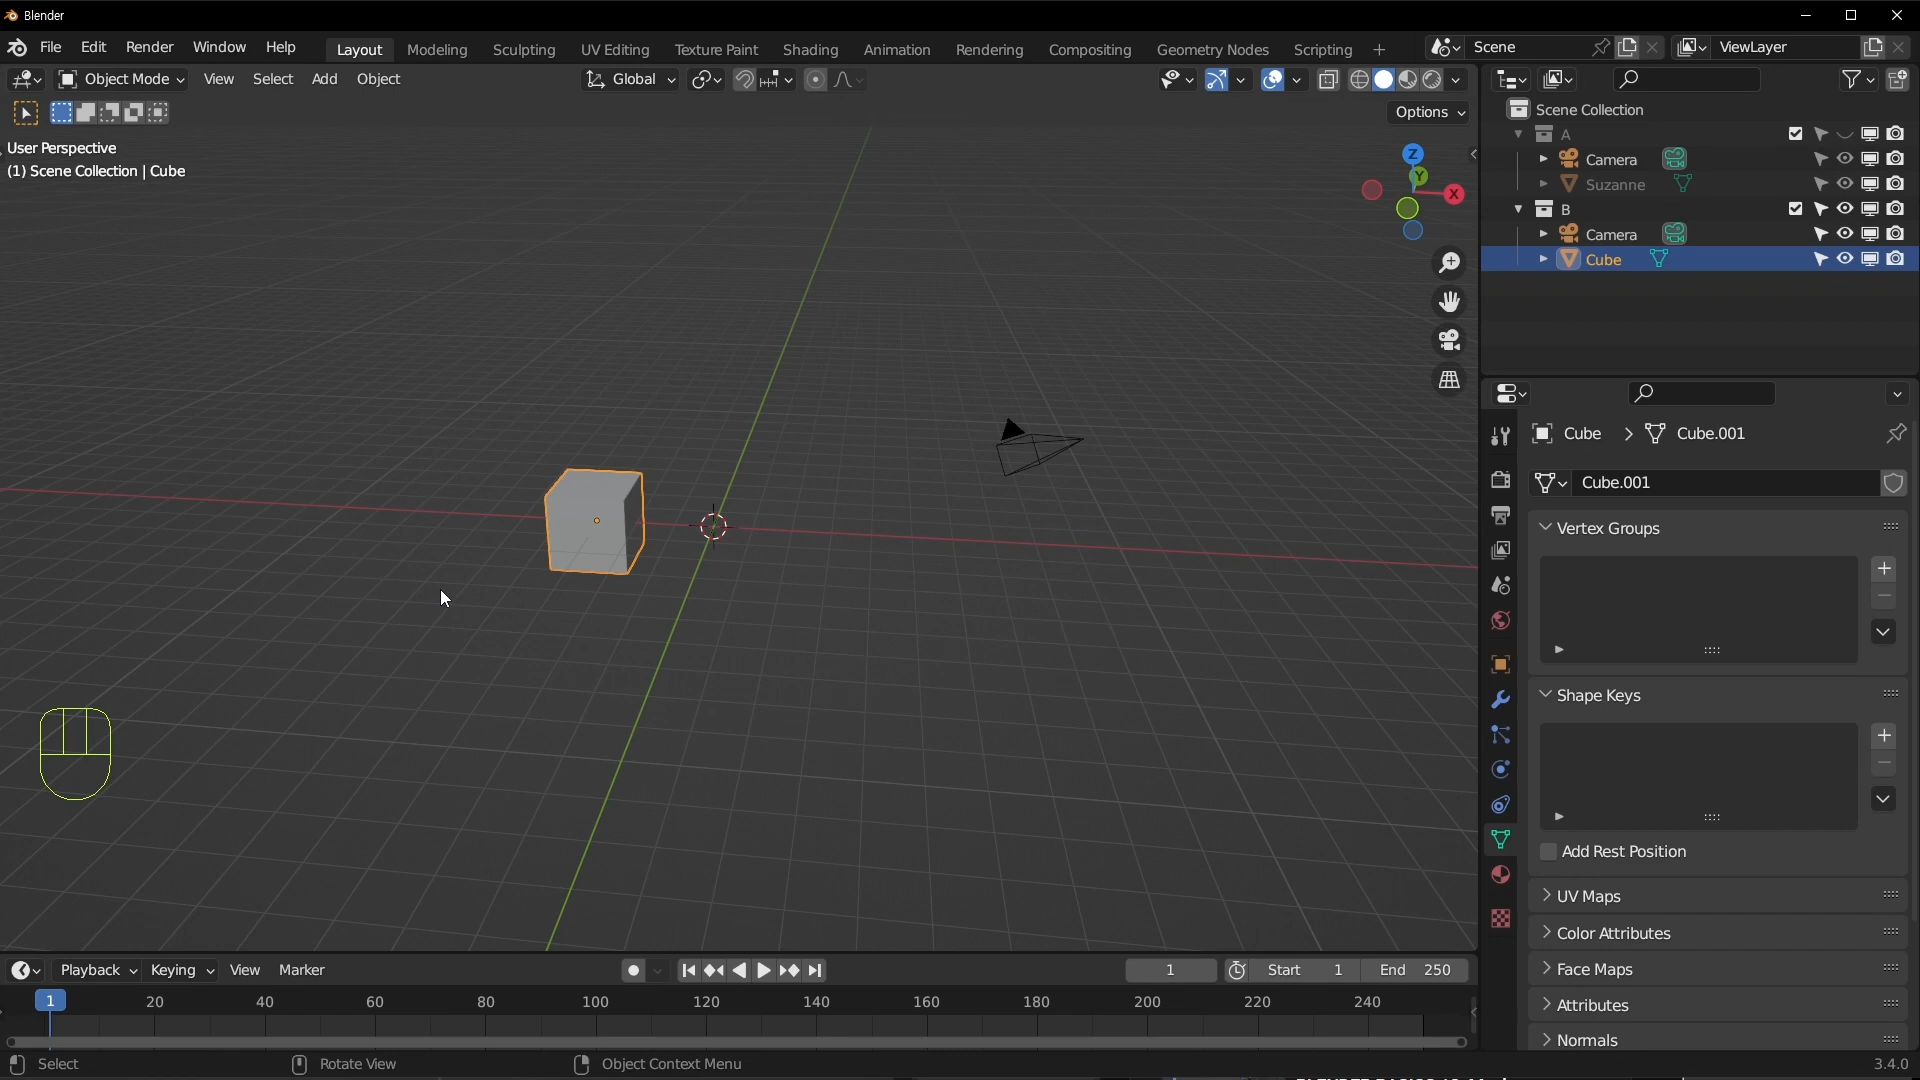 Blender
File Edit Render Window Help Layout Modeling Sculpting UV Editing Texture Paint Shading Animation Rendering Compositing Geometry Nodes Scripting + Scene ViewLayer
Object Mode View Select Add Object Global
Options
User Perspective
(1) Scene Collection | Cube
Z
Y
X
Scene Collection
A
Camera
Suzanne
B
Camera
Cube
Cube > Cube.001
Cube.001
Vertex Groups
Shape Keys
Add Rest Position
UV Maps
Color Attributes
Face Maps
Attributes
Normals
Playback Keying View Marker 1 Start 1 End 250
1 20 40 60 80 100 120 140 160 180 200 220 240
Select Rotate View Object Context Menu 3.4.0